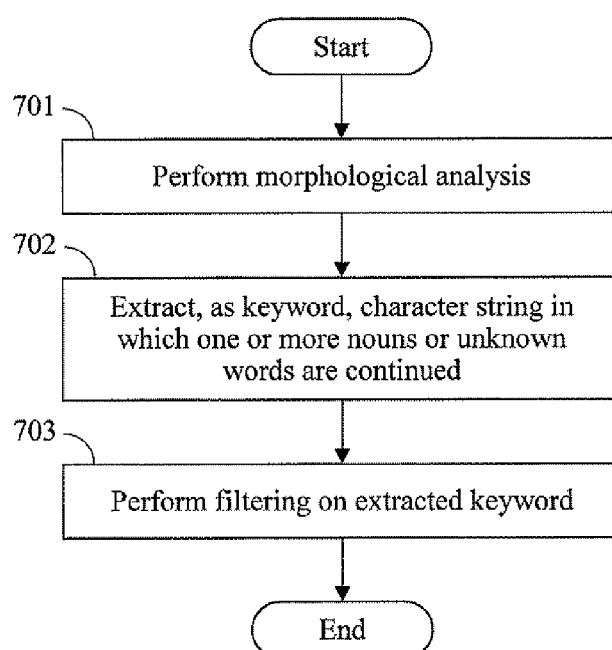 Start
701
Perform morphological analysis
702
Extract, as keyword, character string in
which one or more nouns or unknown
words are continued
703
Perform filtering on extracted keyword
End